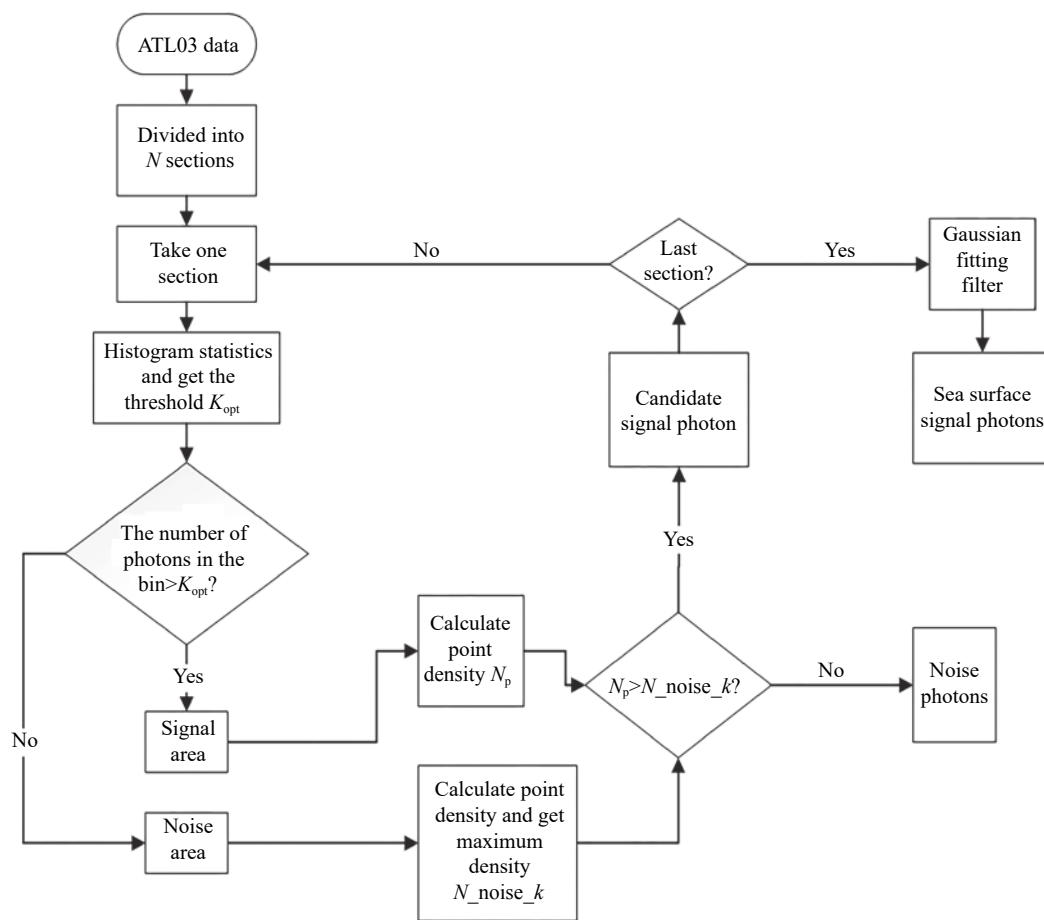 ATL03 data
Divided into
N sections
Take one
section
No
Last
section?
Yes
Gaussian
fitting
filter
Histogram statistics
and get the
threshold Kopt
Candidate
signal photon
Sea surface
signal photons
The number of
photons in the
bin>Kopt?
Yes
Yes
Calculate
point
density Np
Np>N_noise_k?
No
Noise
photons
No
Signal
area
Noise
area
Calculate point
density and get
maximum
density
N_noise_k